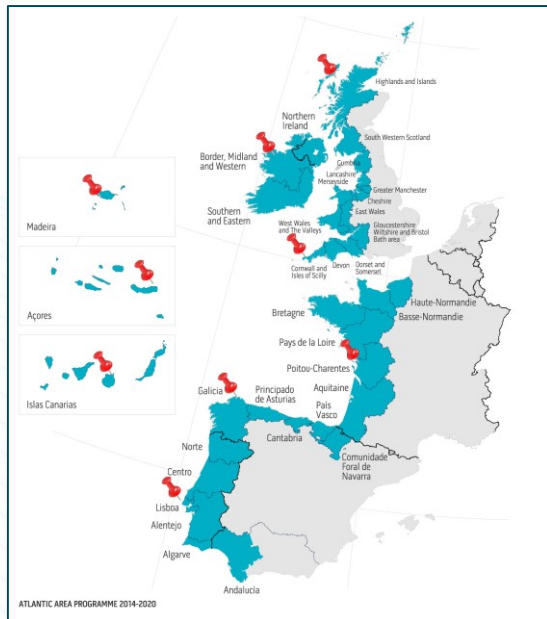 Highlands and Islands
Northern
Ireland
South Western Scotland
Border, Midland
and Western
Cumbria
Lancashire
Merseyside
Greater Manchester
Cheshire
East Wales
Southern
and Eastern
West Wales
and The Valleys
Gloucestershire
Wiltshire and Bristol
Bath area
Cornwall and
Isles of Scilly
Devon
Dorset and
Somerset
Madeira
Açores
Islas Canarias
Haute-Normandie
Basse-Normandie
Bretagne
Pays de la Loire
Poitou-Charentes
Aquitaine
País
Vasco
Galicia
Principado
de Asturias
Cantabria
Comunidade
Foral de
Navarra
Norte
Centro
Lisboa
Alentejo
Algarve
Andalucía
ATLANTIC AREA PROGRAMME 2014-2020